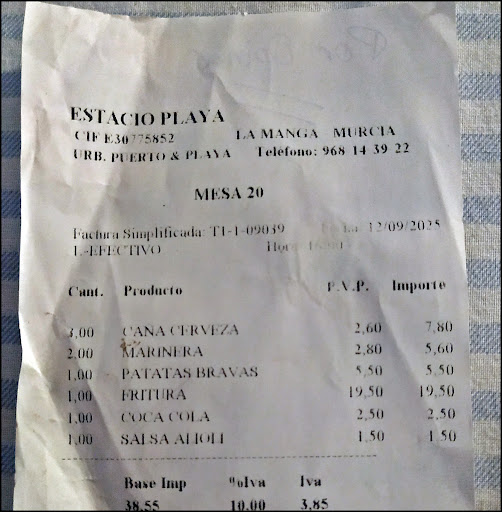 ESTACIO PLAYA
CIF E30775852 LA MANGA MURCIA
URB. PUERTO & PLAYA Teléfono: 968 14 39 22
MESA 20
Factura Simplificada: T1-1-09039 Fecha: 12/09/2025
1.-EFECTIVO Hora:
Cant. Producto P.V.P. Importe
3,00 CANA CERVEZA 2,60 7,80
2,00 MARINERA 2,80 5,60
1,00 PATATAS BRAVAS 5,50 5,50
1,00 FRITURA 19,50 19,50
1,00 COCA COLA 2,50 2,50
1,00 SALSA ALIOLI 1,50 1,50
Base Imp %Iva Iva
38,55 10,00 3,85